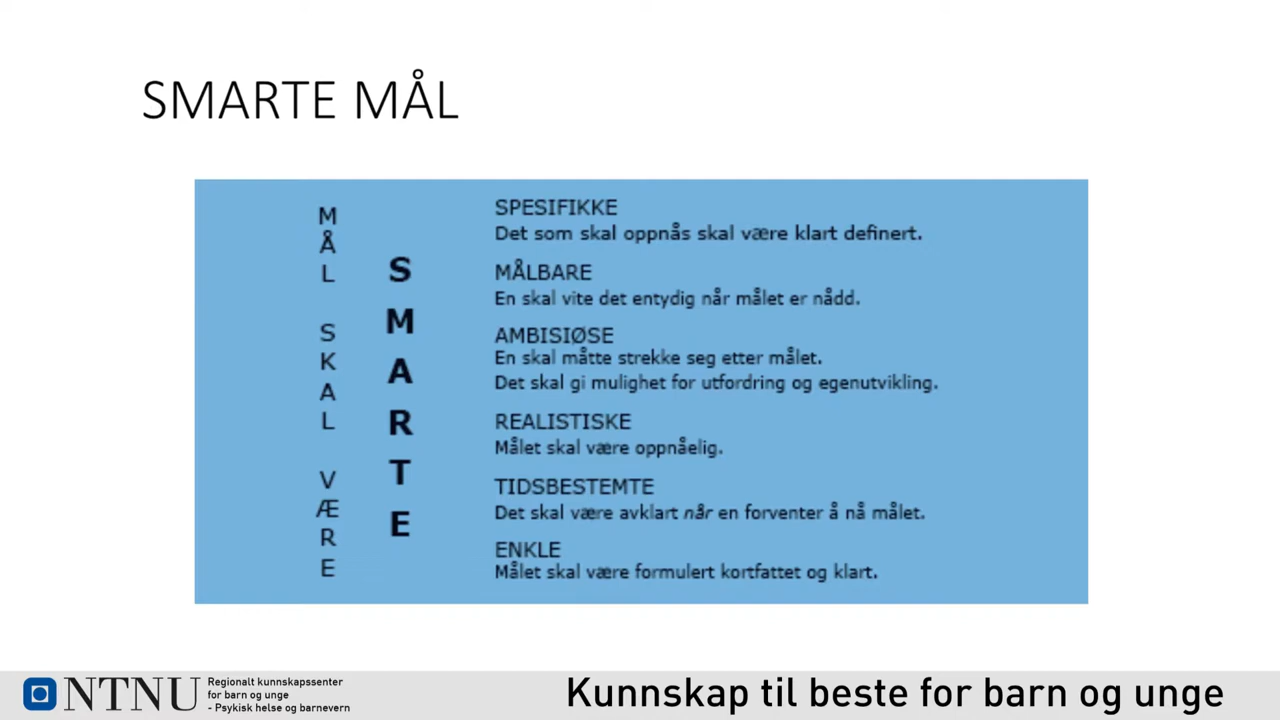 SMARTE MÅL
MÅL SKAL VÆRE
SMARTE
SPESIFIKKE
Det som skal oppnås skal være klart definert.
MÅLBARE
En skal vite det entydig når målet er nådd.
AMBISIØSE
En skal måtte strekke seg etter målet.
Det skal gi mulighet for utfordring og egenutvikling.
REALISTISKE
Målet skal være oppnåelig.
TIDSBESTEMTE
Det skal være avklart når en forventer å nå målet.
ENKLE
Målet skal være formulert kortfattet og klart.
NTNU
Regionalt kunnskapssenter
for barn og unge
- Psykisk helse og barnevern
Kunnskap til beste for barn og unge